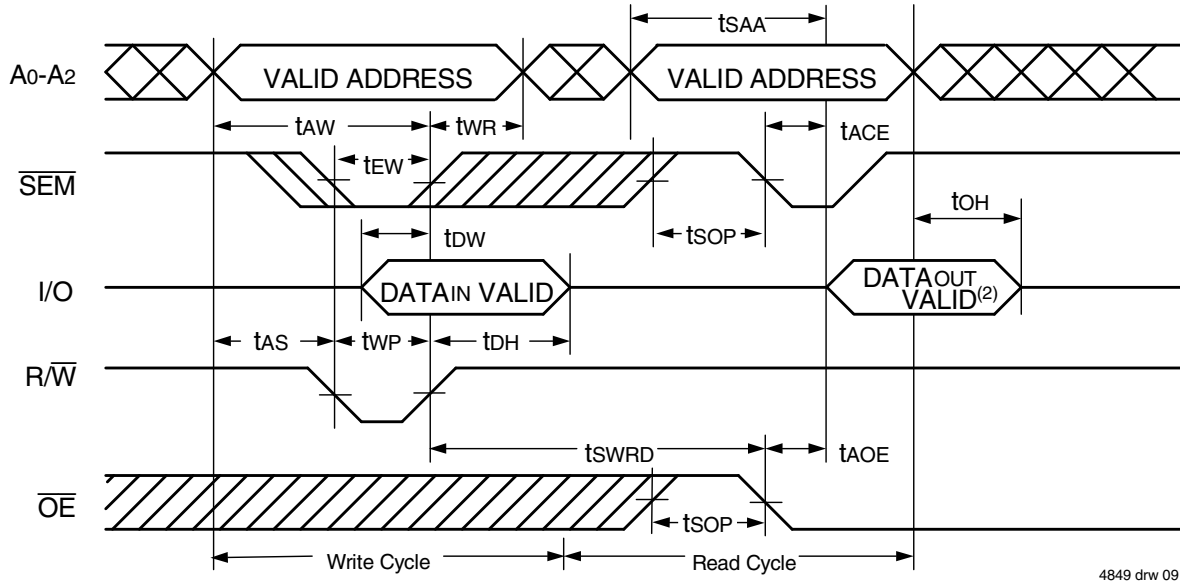 tSAA
A0-A2
VALID ADDRESS
VALID ADDRESS
tAW
tWR
tACE
SEM
tEW
tOH
tDW
tSOP
I/O
DATAIN VALID
DATAOUT
VALID(2)
tAS
tWP
tDH
R/W
tSWRD
tAOE
OE
tSOP
Write Cycle
Read Cycle
4849 drw 09